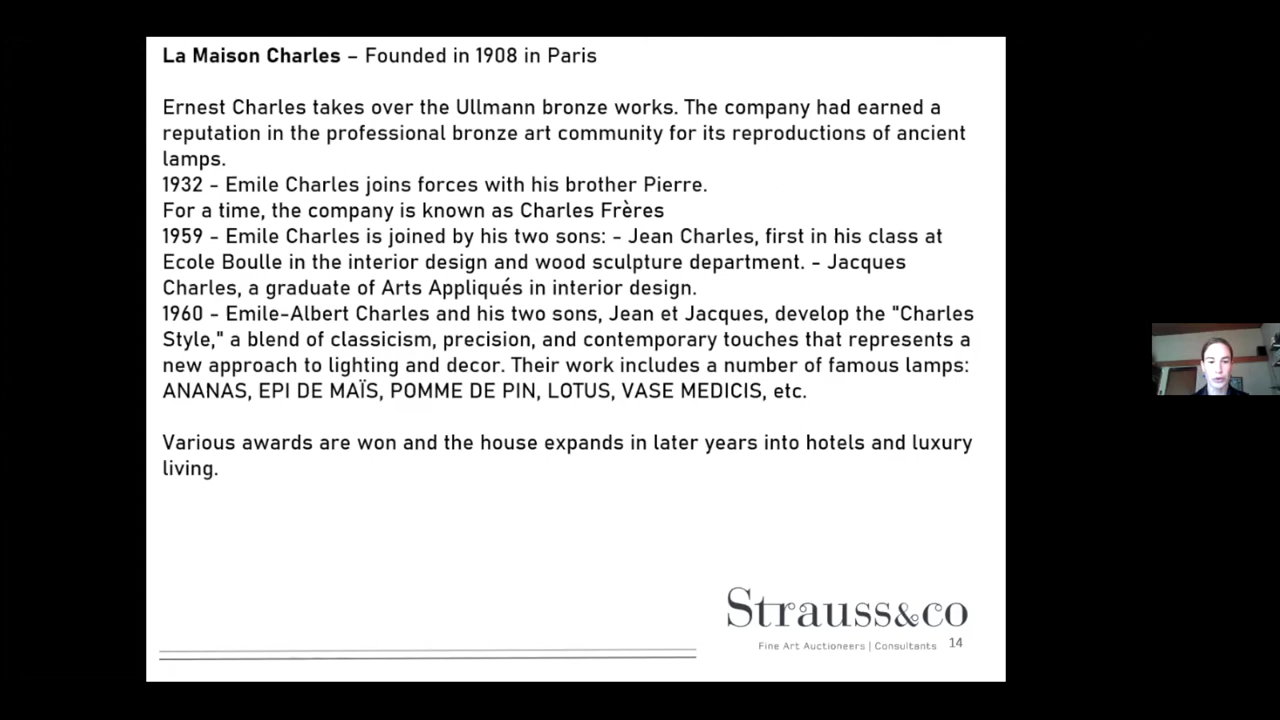 La Maison Charles – Founded in 1908 in Paris
Ernest Charles takes over the Ullmann bronze works. The company had earned a
reputation in the professional bronze art community for its reproductions of ancient
lamps.
1932 - Emile Charles joins forces with his brother Pierre.
For a time, the company is known as Charles Frères
1959 - Emile Charles is joined by his two sons: - Jean Charles, first in his class at
Ecole Boulle in the interior design and wood sculpture department. - Jacques
Charles, a graduate of Arts Appliqués in interior design.
1960 - Emile-Albert Charles and his two sons, Jean et Jacques, develop the "Charles
Style," a blend of classicism, precision, and contemporary touches that represents a
new approach to lighting and decor. Their work includes a number of famous lamps:
ANANAS, EPI DE MAÏS, POMME DE PIN, LOTUS, VASE MEDICIS, etc.
Various awards are won and the house expands in later years into hotels and luxury
living.
Strauss&co
Fine Art Auctioneers | Consultants 14